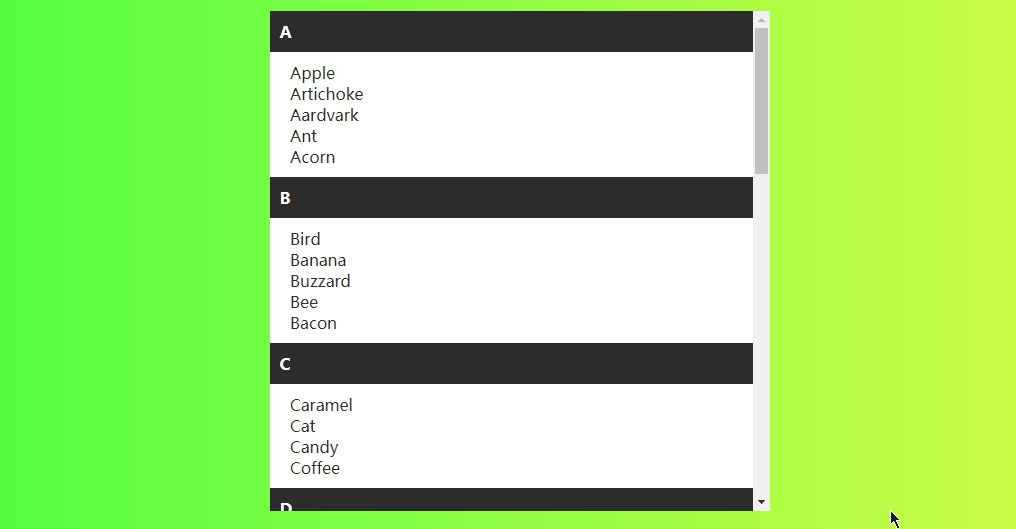 A
Apple
Artichoke
Aardvark
Ant
Acorn
B
Bird
Banana
Buzzard
Bee
Bacon
C
Caramel
Cat
Candy
Coffee
D